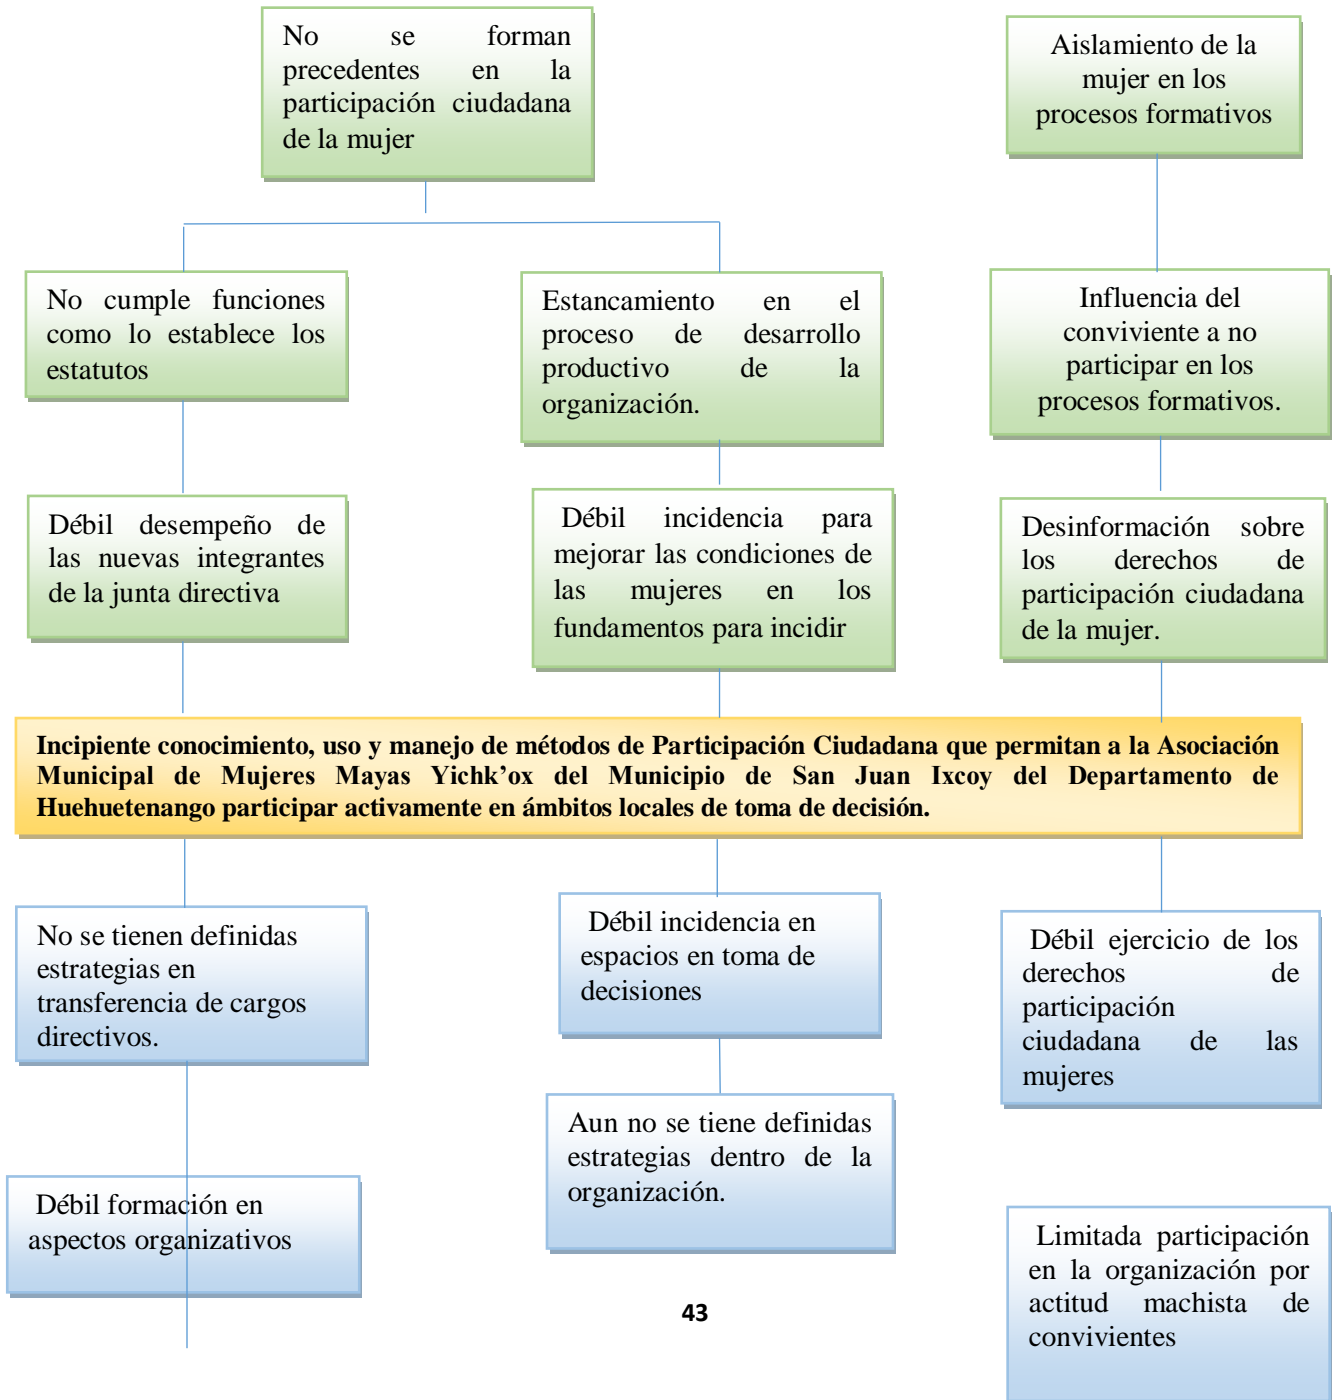 No se forman
precedentes en la
participación ciudadana
de la mujer
Aislamiento de la
mujer en los
procesos formativos
No cumple funciones
como lo establece los
estatutos
Estancamiento en el
proceso de desarrollo
productivo de la
organización.
Influencia del
conviviente a no
participar en los
procesos formativos.
Débil desempeño de
las nuevas integrantes
de la junta directiva
Débil incidencia para
mejorar las condiciones de
las mujeres en los
fundamentos para incidir
Desinformación sobre
los derechos de
participación ciudadana
de la mujer.
Incipiente conocimiento, uso y manejo de métodos de Participación Ciudadana que permitan a la Asociación
Municipal de Mujeres Mayas Yichk’ox del Municipio de San Juan Ixcoy del Departamento de
Huehuetenango participar activamente en ámbitos locales de toma de decisión.
No se tienen definidas
estrategias en
transferencia de cargos
directivos.
Débil incidencia en
espacios en toma de
decisiones
Débil ejercicio de los
derechos de
participación
ciudadana de las
mujeres
Débil formación en
aspectos organizativos
Aun no se tiene definidas
estrategias dentro de la
organización.
Limitada participación
en la organización por
actitud machista de
convivientes
43